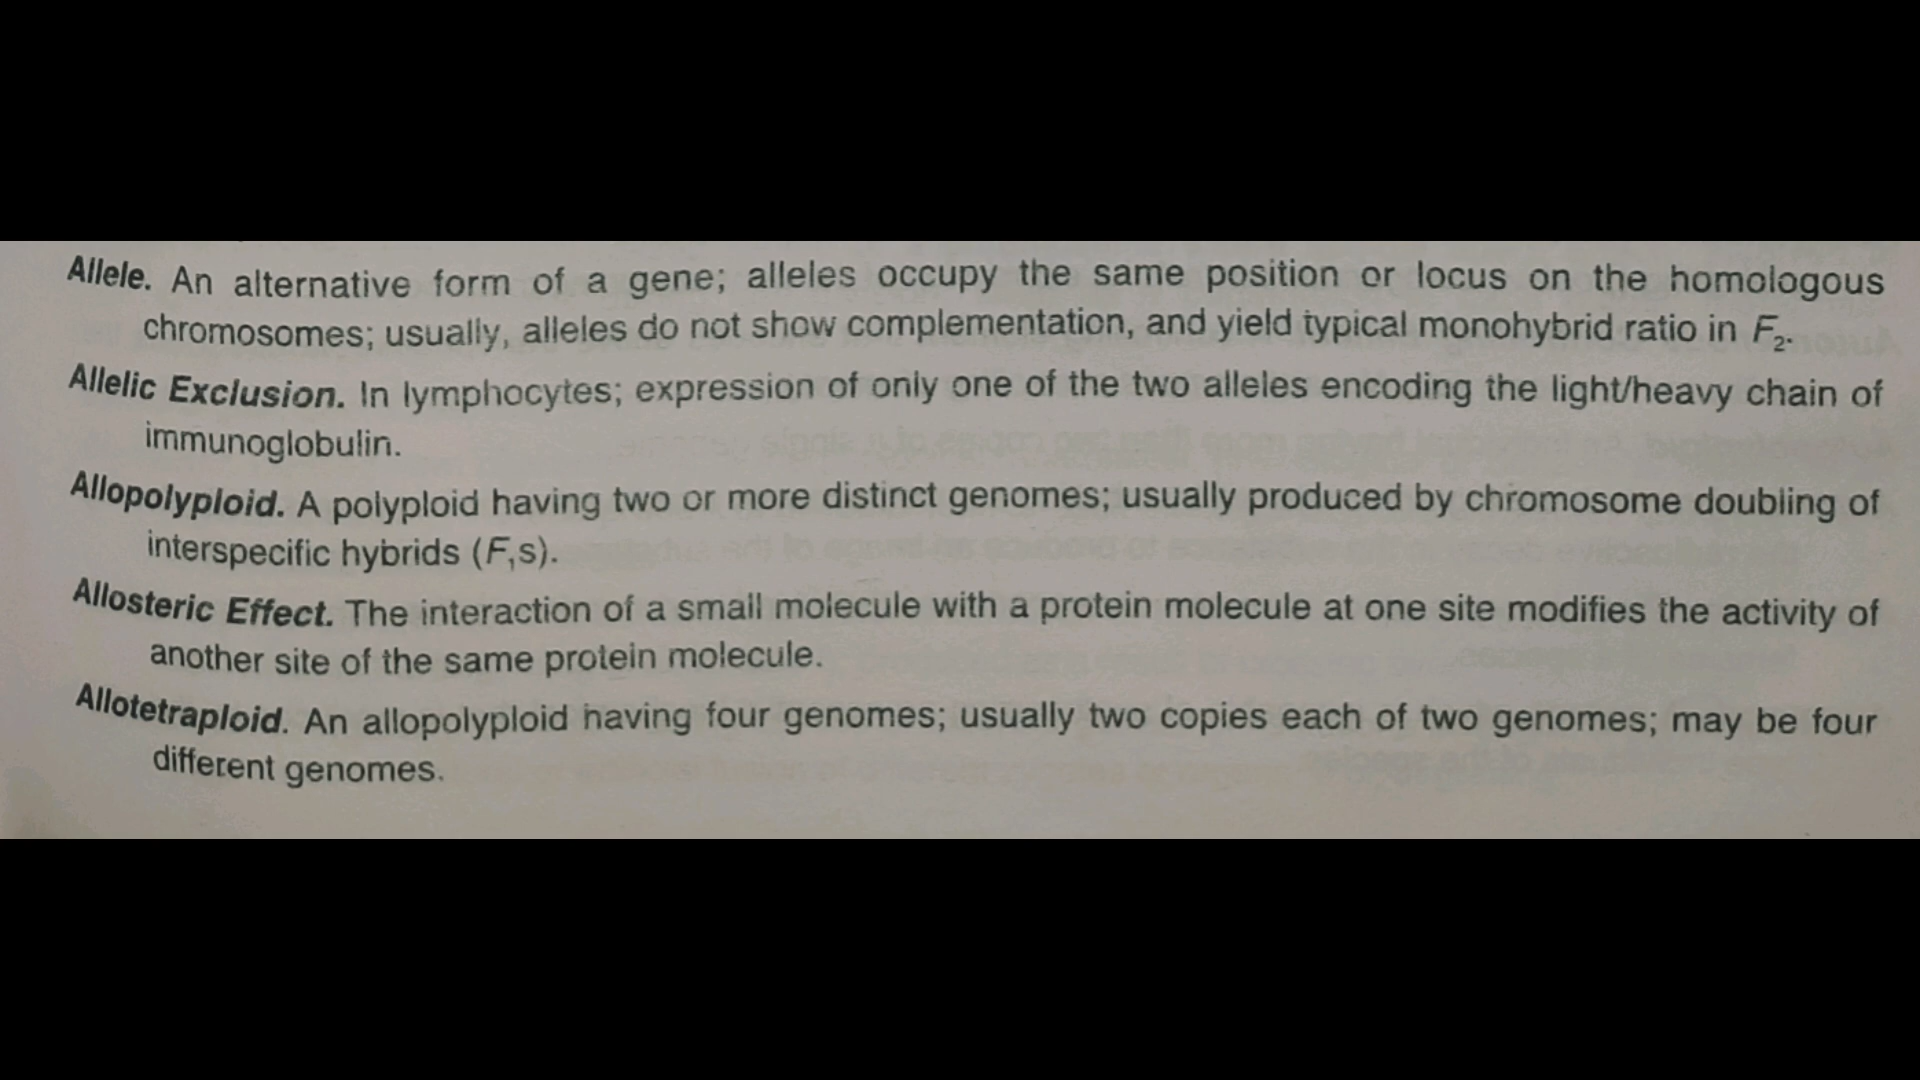 Allele. An alternative form of a gene; alleles occupy the same position or locus on the homologous
chromosomes; usually, alleles do not show complementation, and yield typical monohybrid ratio in F₂.
Allelic Exclusion. In lymphocytes; expression of only one of the two alleles encoding the light/heavy chain of
immunoglobulin.
Allopolyploid. A polyploid having two or more distinct genomes; usually produced by chromosome doubling of
interspecific hybrids (F₁s).
Allosteric Effect. The interaction of a small molecule with a protein molecule at one site modifies the activity of
another site of the same protein molecule.
Allotetraploid. An allopolyploid having four genomes; usually two copies each of two genomes; may be four
different genomes.